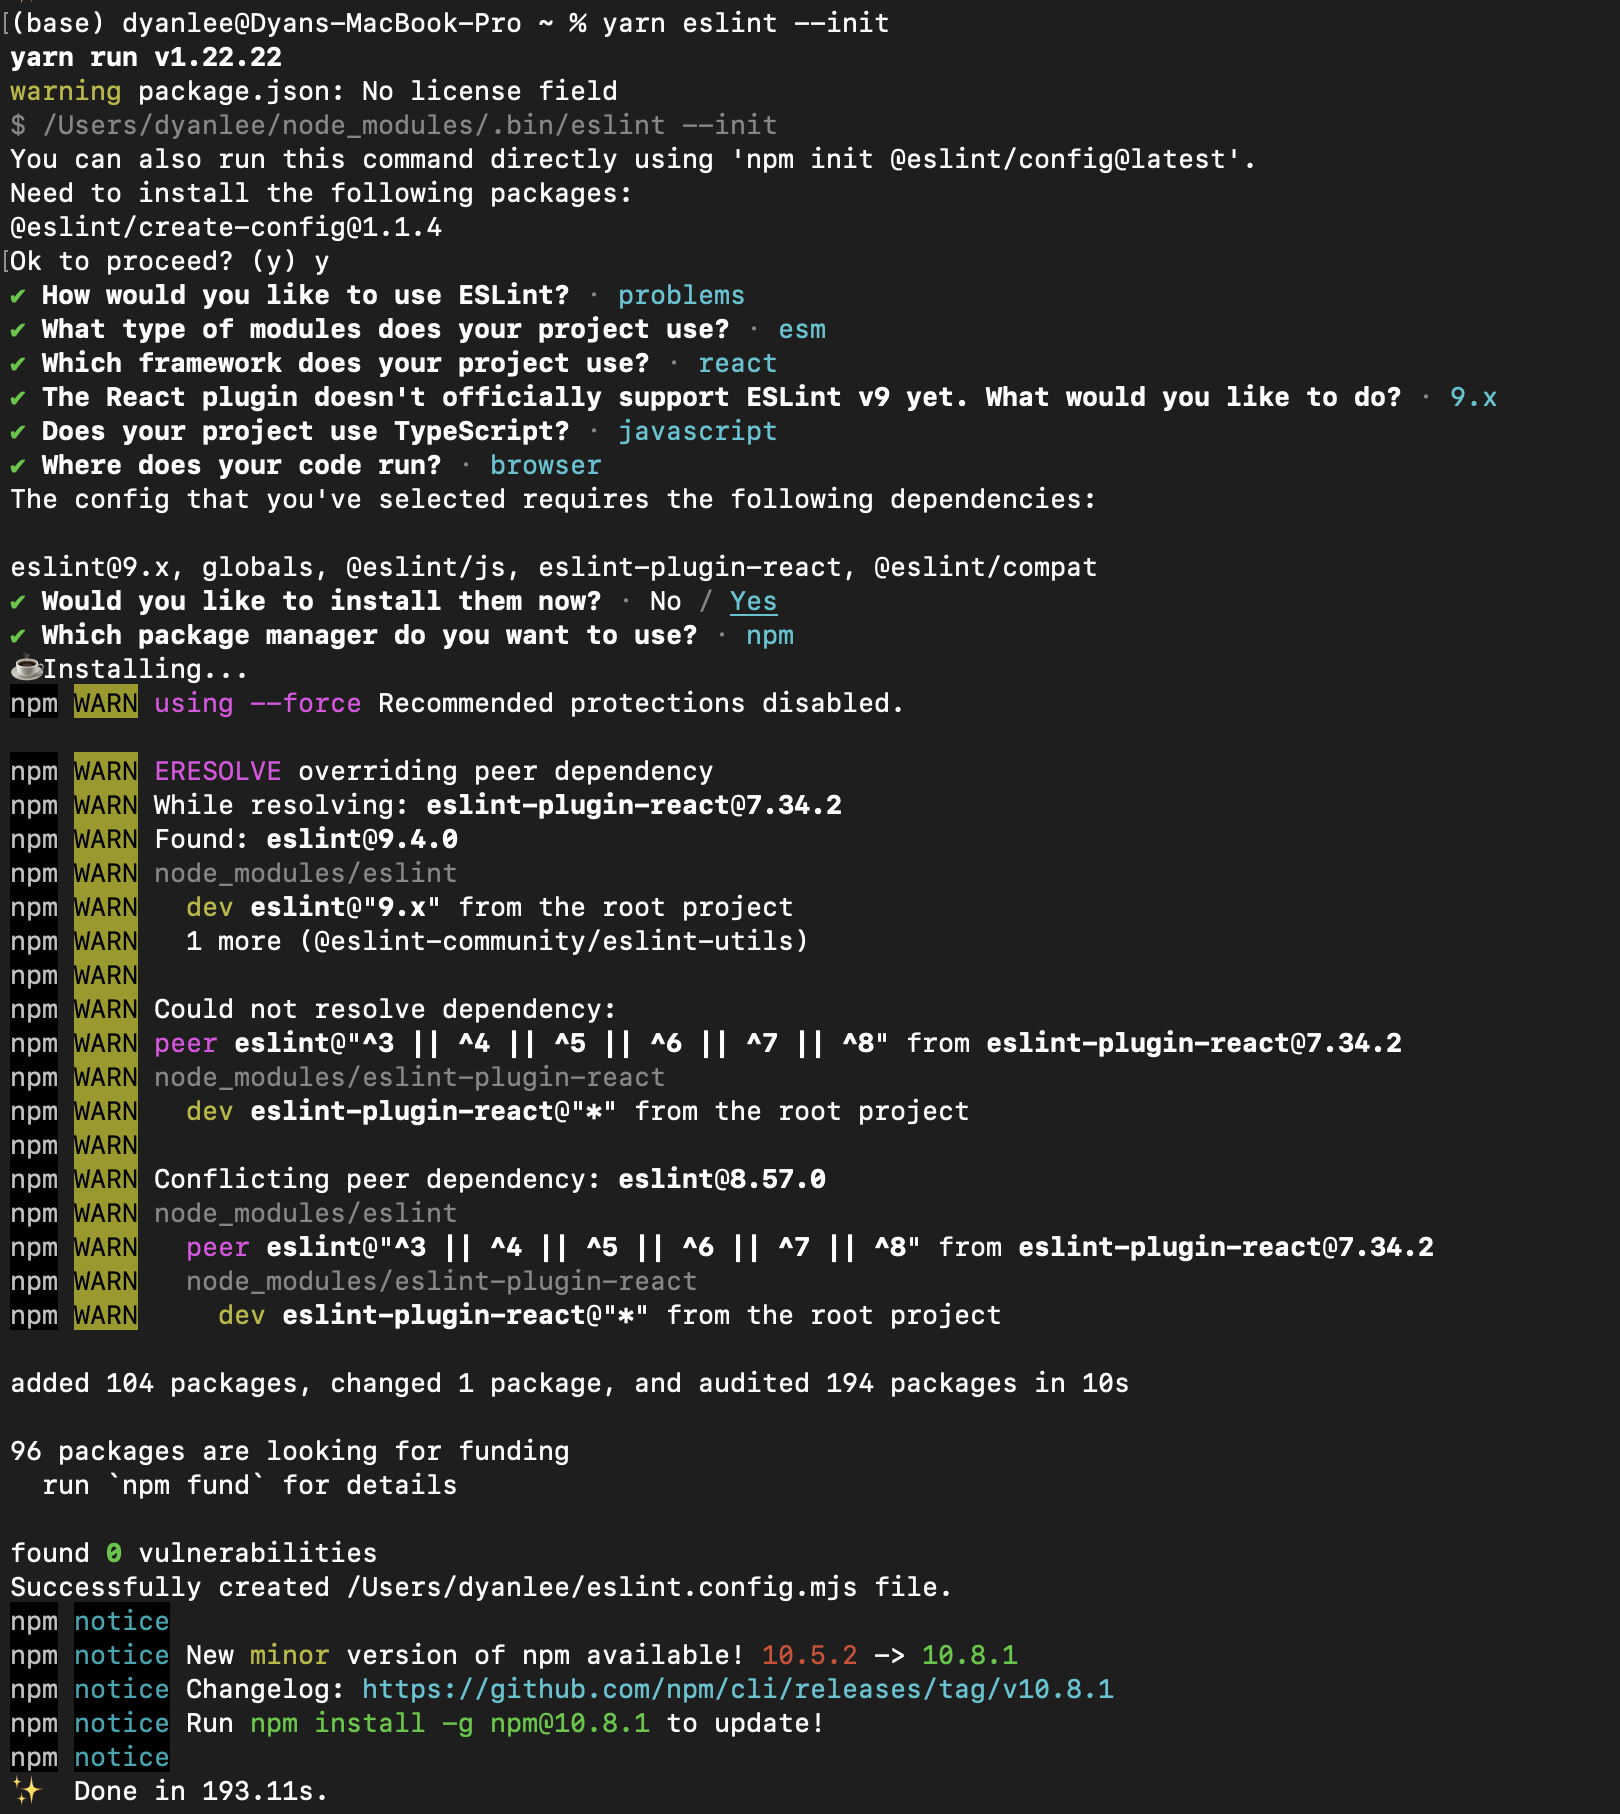 (base) dyanlee@Dyans-MacBook-Pro ~ % yarn eslint --init
yarn run v1.22.22
warning package.json: No license field
$ /Users/dyanlee/node_modules/.bin/eslint --init
You can also run this command directly using 'npm init @eslint/config@latest'.
Need to install the following packages:
@eslint/create-config@1.1.4
Ok to proceed? (y) y
✔ How would you like to use ESLint? · problems
✔ What type of modules does your project use? · esm
✔ Which framework does your project use? · react
✔ The React plugin doesn't officially support ESLint v9 yet. What would you like to do? · 9.x
✔ Does your project use TypeScript? · javascript
✔ Where does your code run? · browser
The config that you've selected requires the following dependencies:
eslint@9.x, globals, @eslint/js, eslint-plugin-react, @eslint/compat
✔ Would you like to install them now? · No / Yes
✔ Which package manager do you want to use? · npm
☕️Installing...
npm WARN using --force Recommended protections disabled.
npm WARN ERESOLVE overriding peer dependency
npm WARN While resolving: eslint-plugin-react@7.34.2
npm WARN Found: eslint@9.4.0
npm WARN node_modules/eslint
npm WARN   dev eslint@"9.x" from the root project
npm WARN   1 more (@eslint-community/eslint-utils)
npm WARN
npm WARN Could not resolve dependency:
npm WARN peer eslint@"^3 || ^4 || ^5 || ^6 || ^7 || ^8" from eslint-plugin-react@7.34.2
npm WARN node_modules/eslint-plugin-react
npm WARN   dev eslint-plugin-react@"*" from the root project
npm WARN
npm WARN Conflicting peer dependency: eslint@8.57.0
npm WARN node_modules/eslint
npm WARN   peer eslint@"^3 || ^4 || ^5 || ^6 || ^7 || ^8" from eslint-plugin-react@7.34.2
npm WARN   node_modules/eslint-plugin-react
npm WARN     dev eslint-plugin-react@"*" from the root project
added 104 packages, changed 1 package, and audited 194 packages in 10s
96 packages are looking for funding
  run `npm fund` for details
found 0 vulnerabilities
Successfully created /Users/dyanlee/eslint.config.mjs file.
npm notice
npm notice New minor version of npm available! 10.5.2 -> 10.8.1
npm notice Changelog: https://github.com/npm/cli/releases/tag/v10.8.1
npm notice Run npm install -g npm@10.8.1 to update!
npm notice
✨  Done in 193.11s.